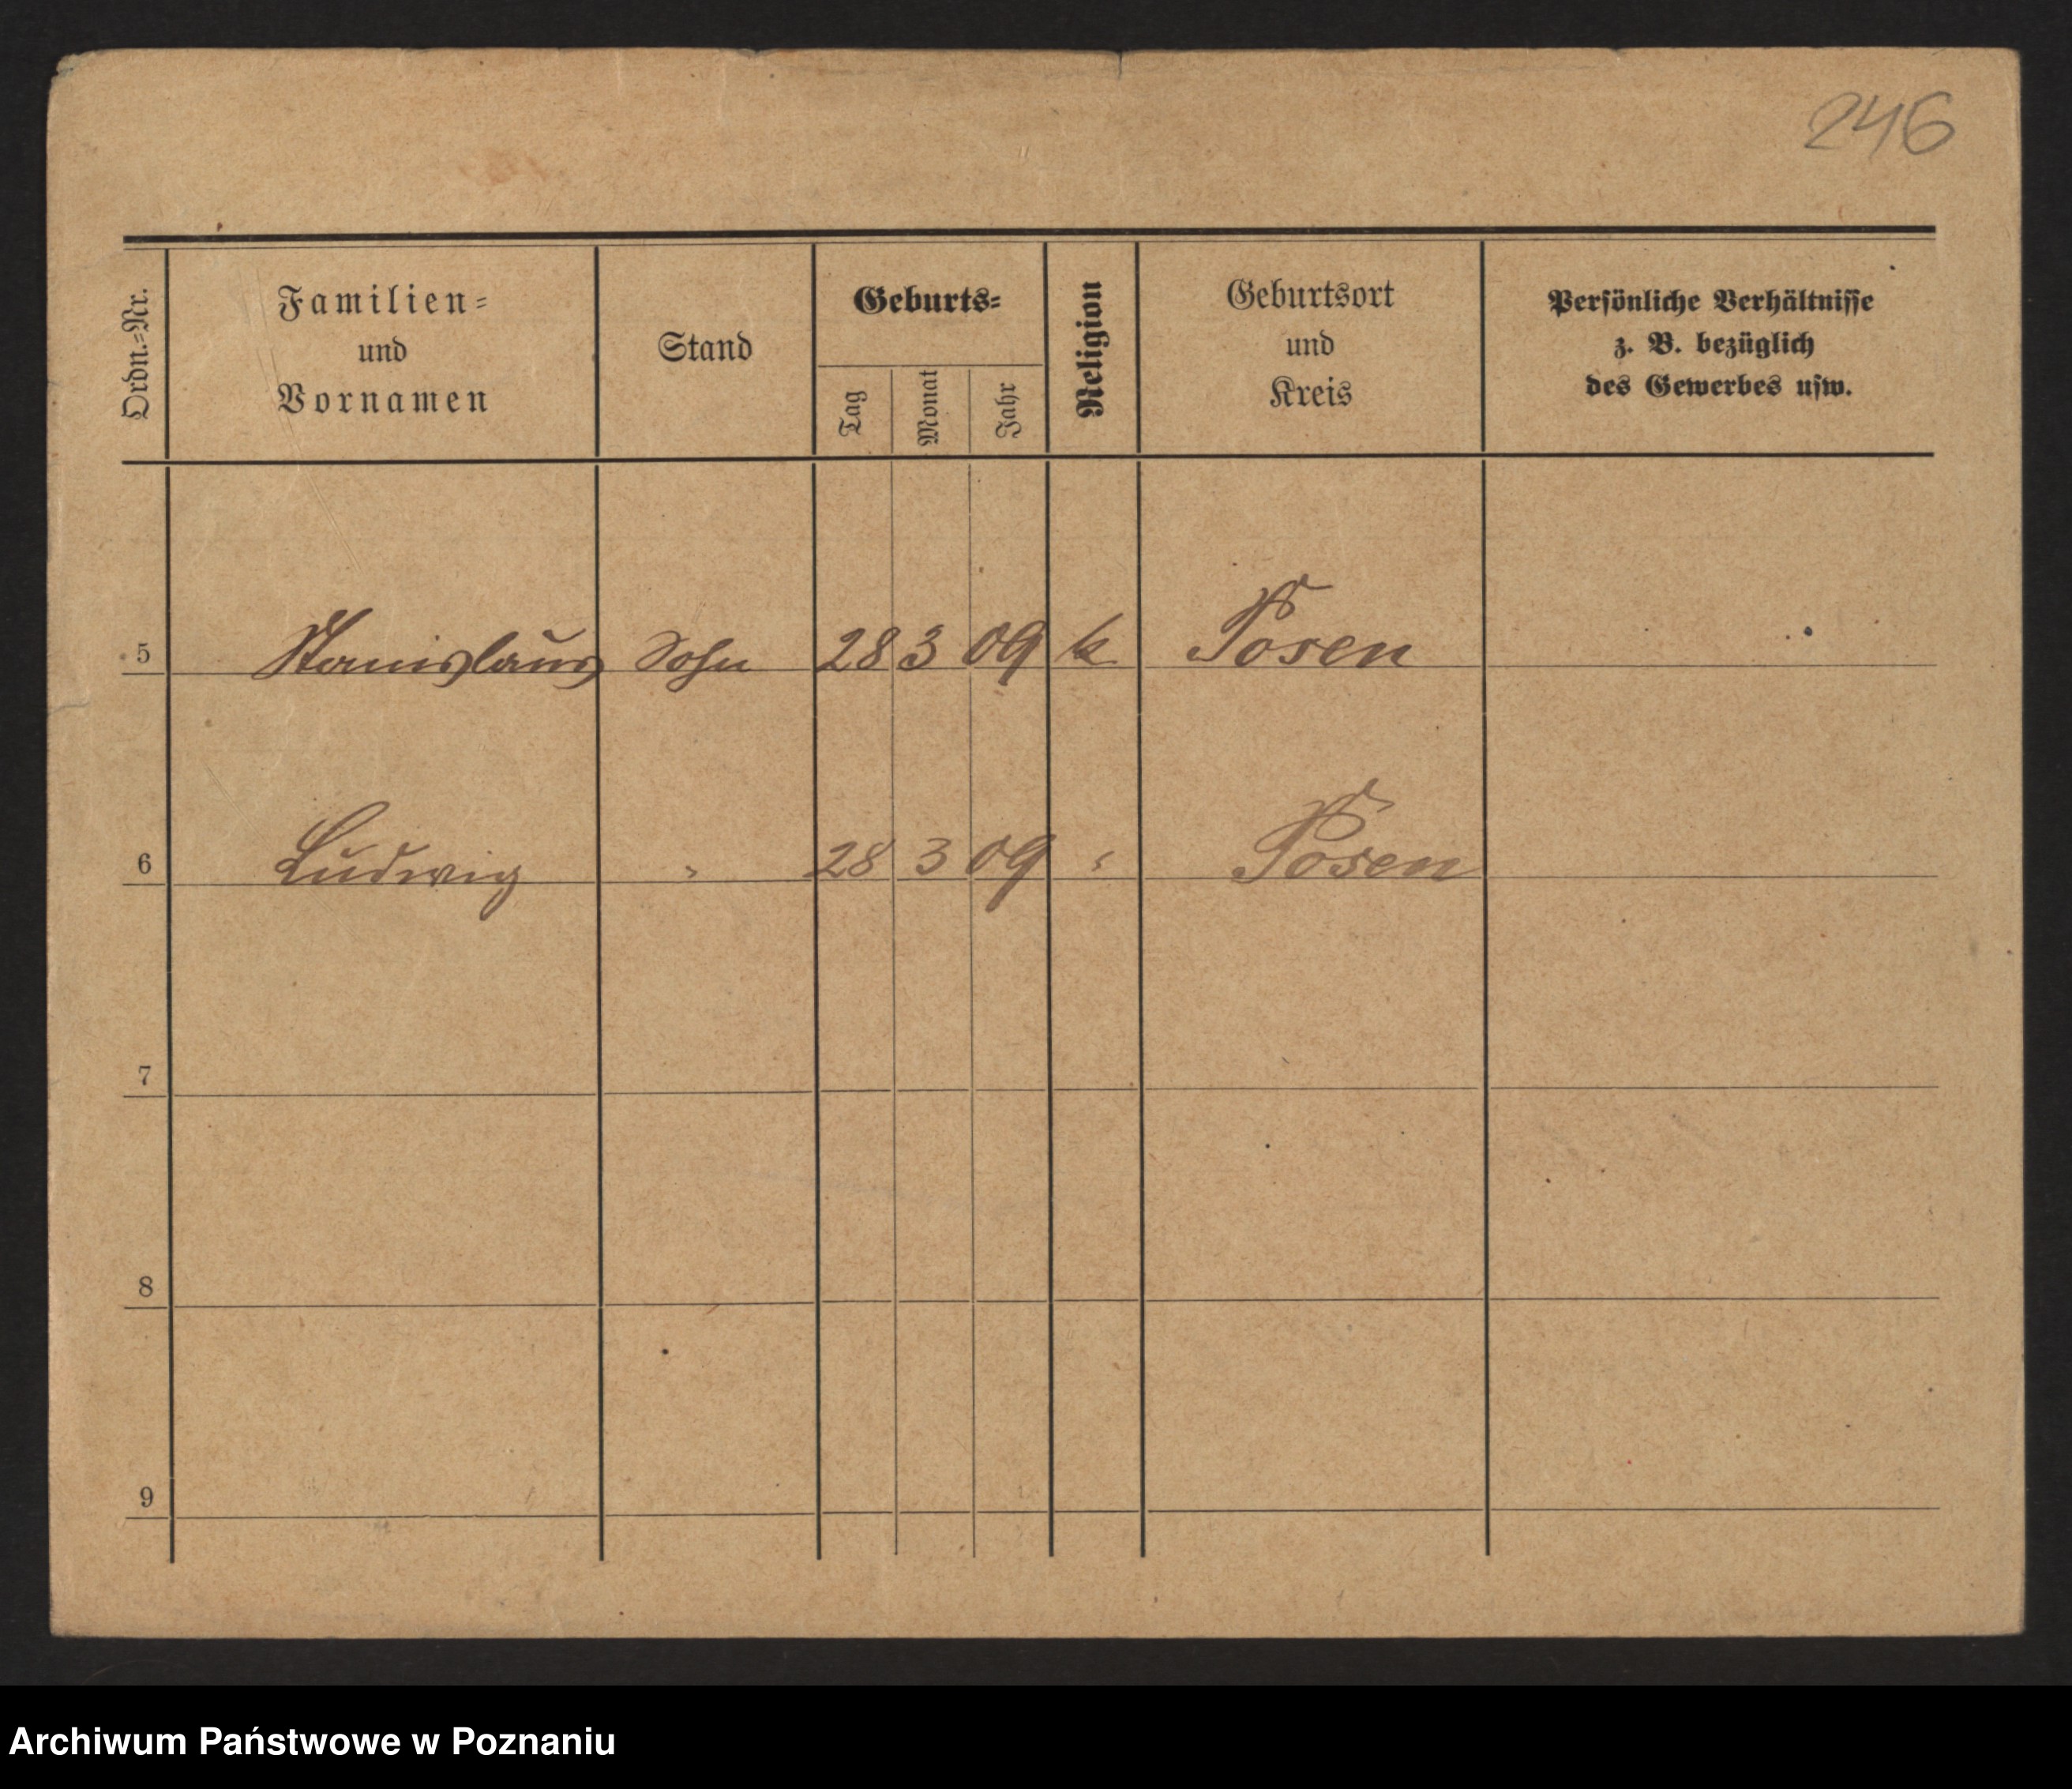 246
Ordn.=Nr.
Familien=
und
Vornamen
Stand
Geburts=
Tag
Monat
Jahr
Religion
Geburtsort
und
Kreis
Persönliche Verhältnisse
z. B. bezüglich
des Gewerbes usw.
5 Stanislaus Sohn 28 3 09 k Posen
6 Ludwig " 28 3 09 " Posen
7
8
9
Archiwum Państwowe w Poznaniu